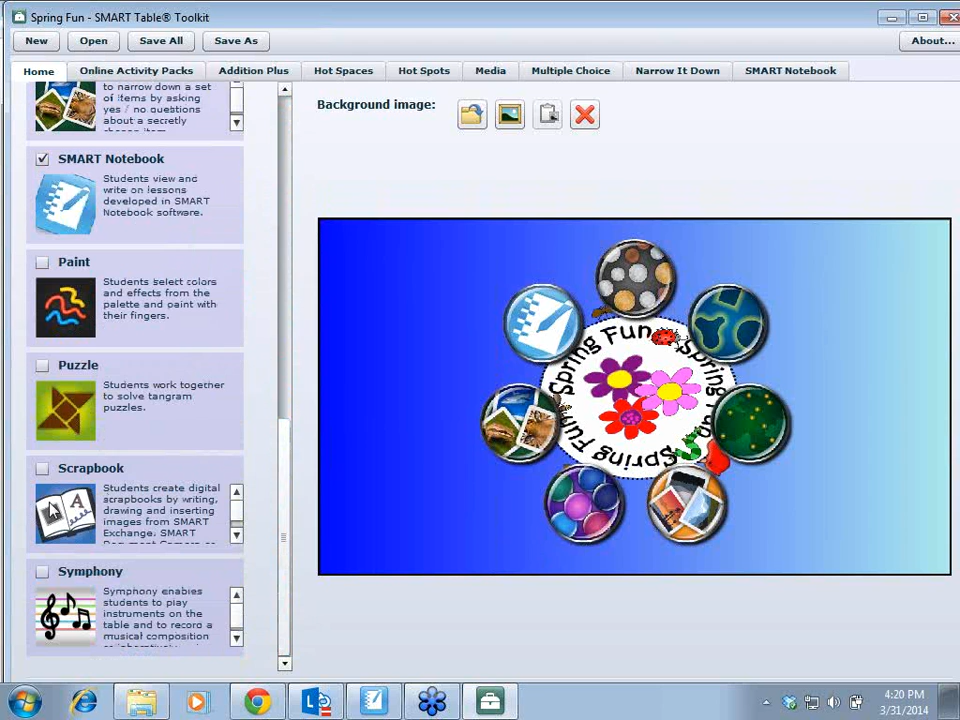 Spring Fun - SMART Table® Toolkit
New Open Save All Save As About...
Home Online Activity Packs Addition Plus Hot Spaces Hot Spots Media Multiple Choice Narrow It Down SMART Notebook
to narrow down a set
of items by asking
yes / no questions
about a secretly
chosen item.
SMART Notebook
Students view and
write on lessons
developed in SMART
Notebook software.
Paint
Students select colors
and effects from the
palette and paint with
their fingers.
Puzzle
Students work together
to solve tangram
puzzles.
Scrapbook
Students create digital
scrapbooks by writing,
drawing and inserting
images from SMART
Exchange, SMART
Document Camera or
Symphony
Symphony enables
students to play
instruments on the
table and to record a
musical composition
collaboratively.
Background image:
Spring Fun Spring Fun Spring Fun
4:20 PM
3/31/2014